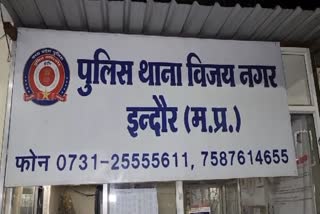 पुलिस थाना विजय नगर
इन्दौर (म.प्र.)
फोन 0731-25555611, 7587614655